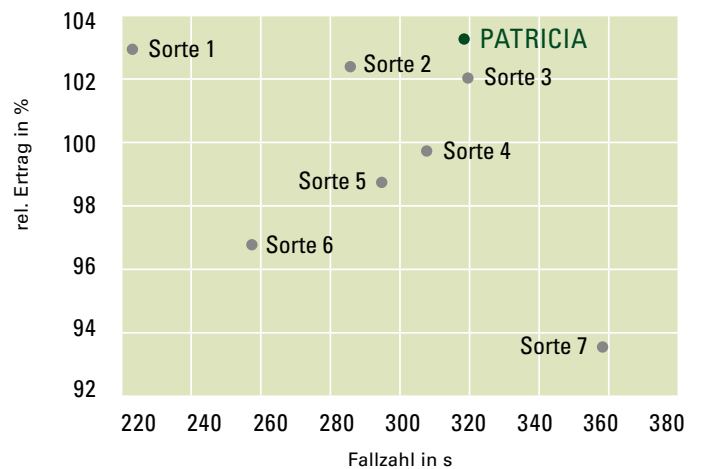 104
102
100
98
96
94
92
rel. Ertrag in %
PATRICIA
Sorte 1
Sorte 2
Sorte 3
Sorte 4
Sorte 5
Sorte 6
Sorte 7
220 240 260 280 300 320 340 360 380
Fallzahl in s